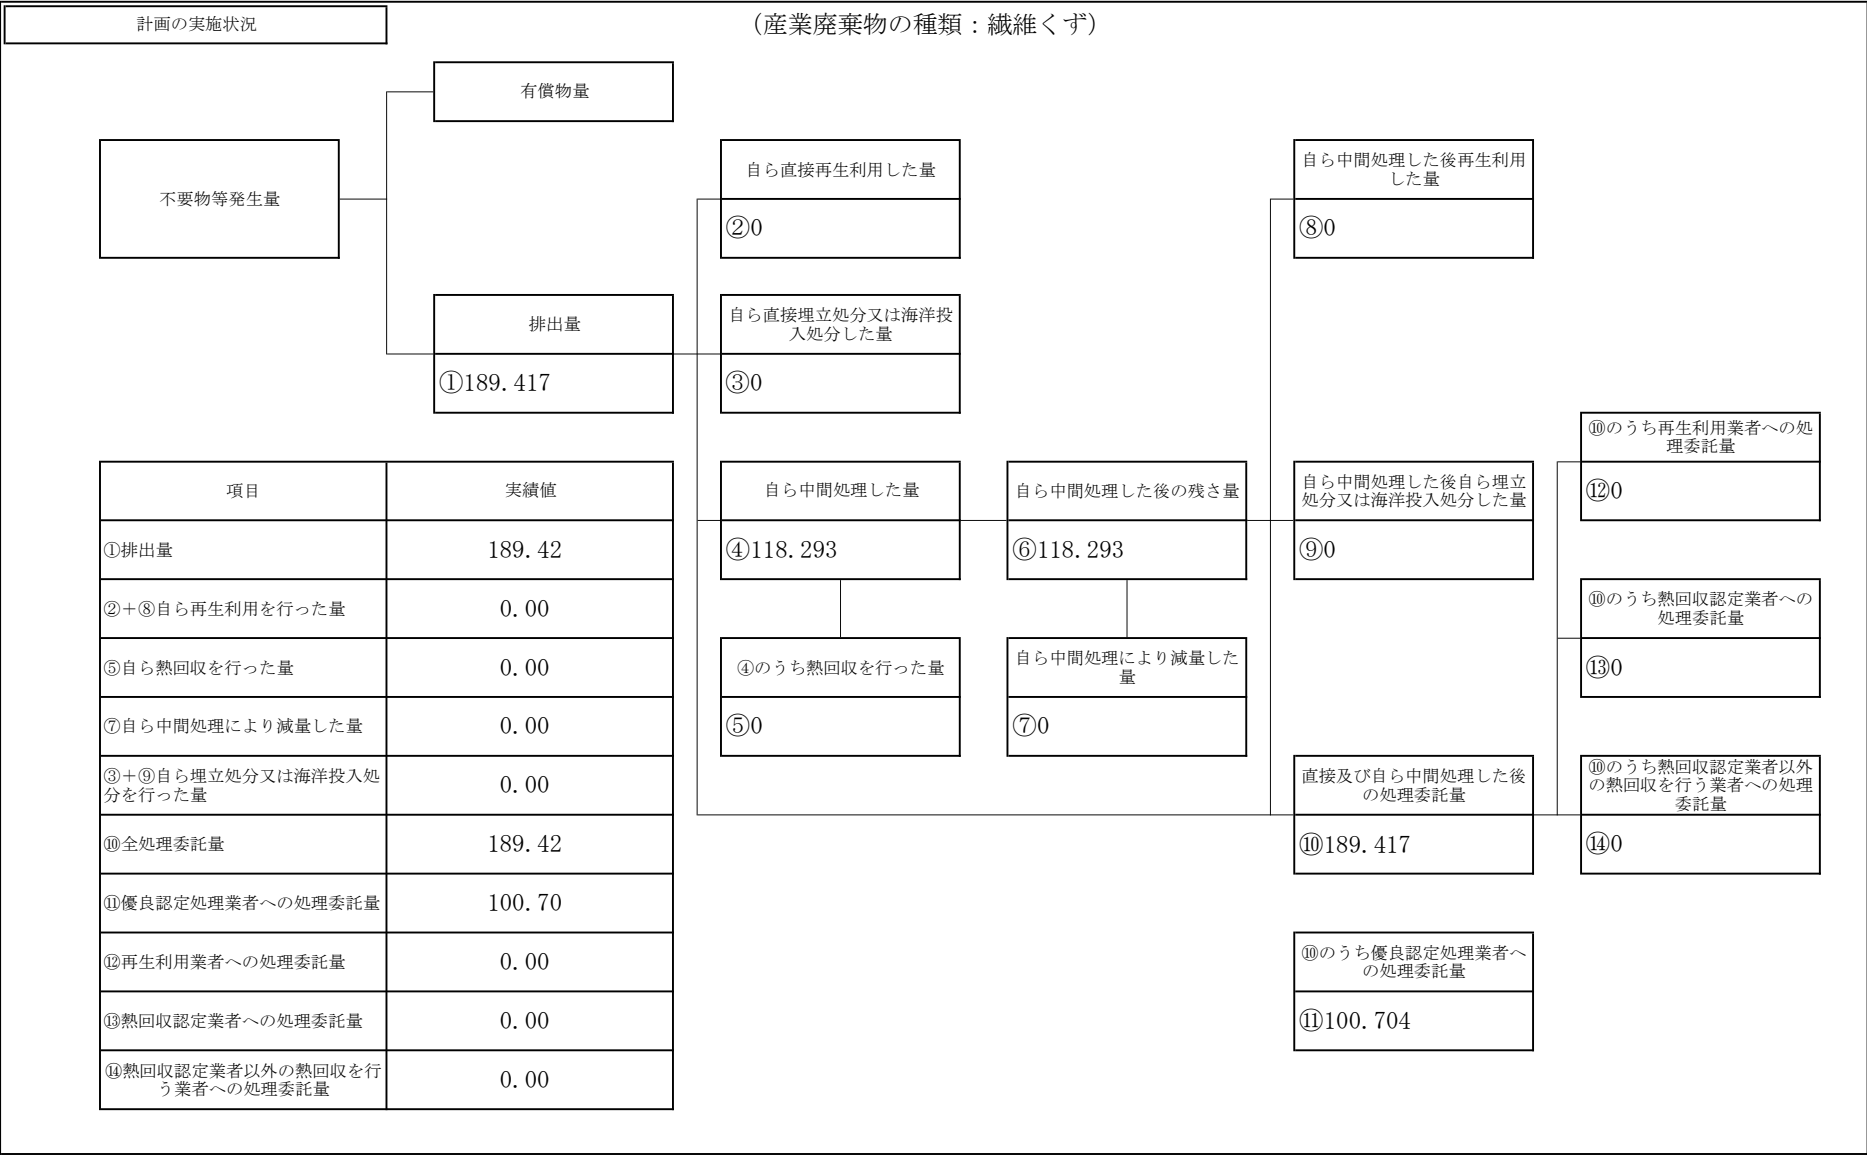 計画の実施状況
（産業廃棄物の種類：繊維くず）
有償物量
不要物等発生量
自ら直接再生利用した量
②0
自ら中間処理した後再生利用
した量
⑧0
排出量
①189.417
自ら直接埋立処分又は海洋投
入処分した量
③0
⑩のうち再生利用業者への処
理委託量
⑫0
自ら中間処理した量
④118.293
自ら中間処理した後の残さ量
⑥118.293
自ら中間処理した後自ら埋立
処分又は海洋投入処分した量
⑨0
⑩のうち熱回収認定業者への
処理委託量
⑬0
④のうち熱回収を行った量
⑤0
自ら中間処理により減量した
量
⑦0
直接及び自ら中間処理した後
の処理委託量
⑩189.417
⑩のうち熱回収認定業者以外
の熱回収を行う業者への処理
委託量
⑭0
⑩のうち優良認定処理業者へ
の処理委託量
⑪100.704
項目 実績値
①排出量 189.42
②＋⑧自ら再生利用を行った量 0.00
⑤自ら熱回収を行った量 0.00
⑦自ら中間処理により減量した量 0.00
③＋⑨自ら埋立処分又は海洋投入処
分を行った量 0.00
⑩全処理委託量 189.42
⑪優良認定処理業者への処理委託量 100.70
⑫再生利用業者への処理委託量 0.00
⑬熱回収認定業者への処理委託量 0.00
⑭熱回収認定業者以外の熱回収を行
う業者への処理委託量 0.00